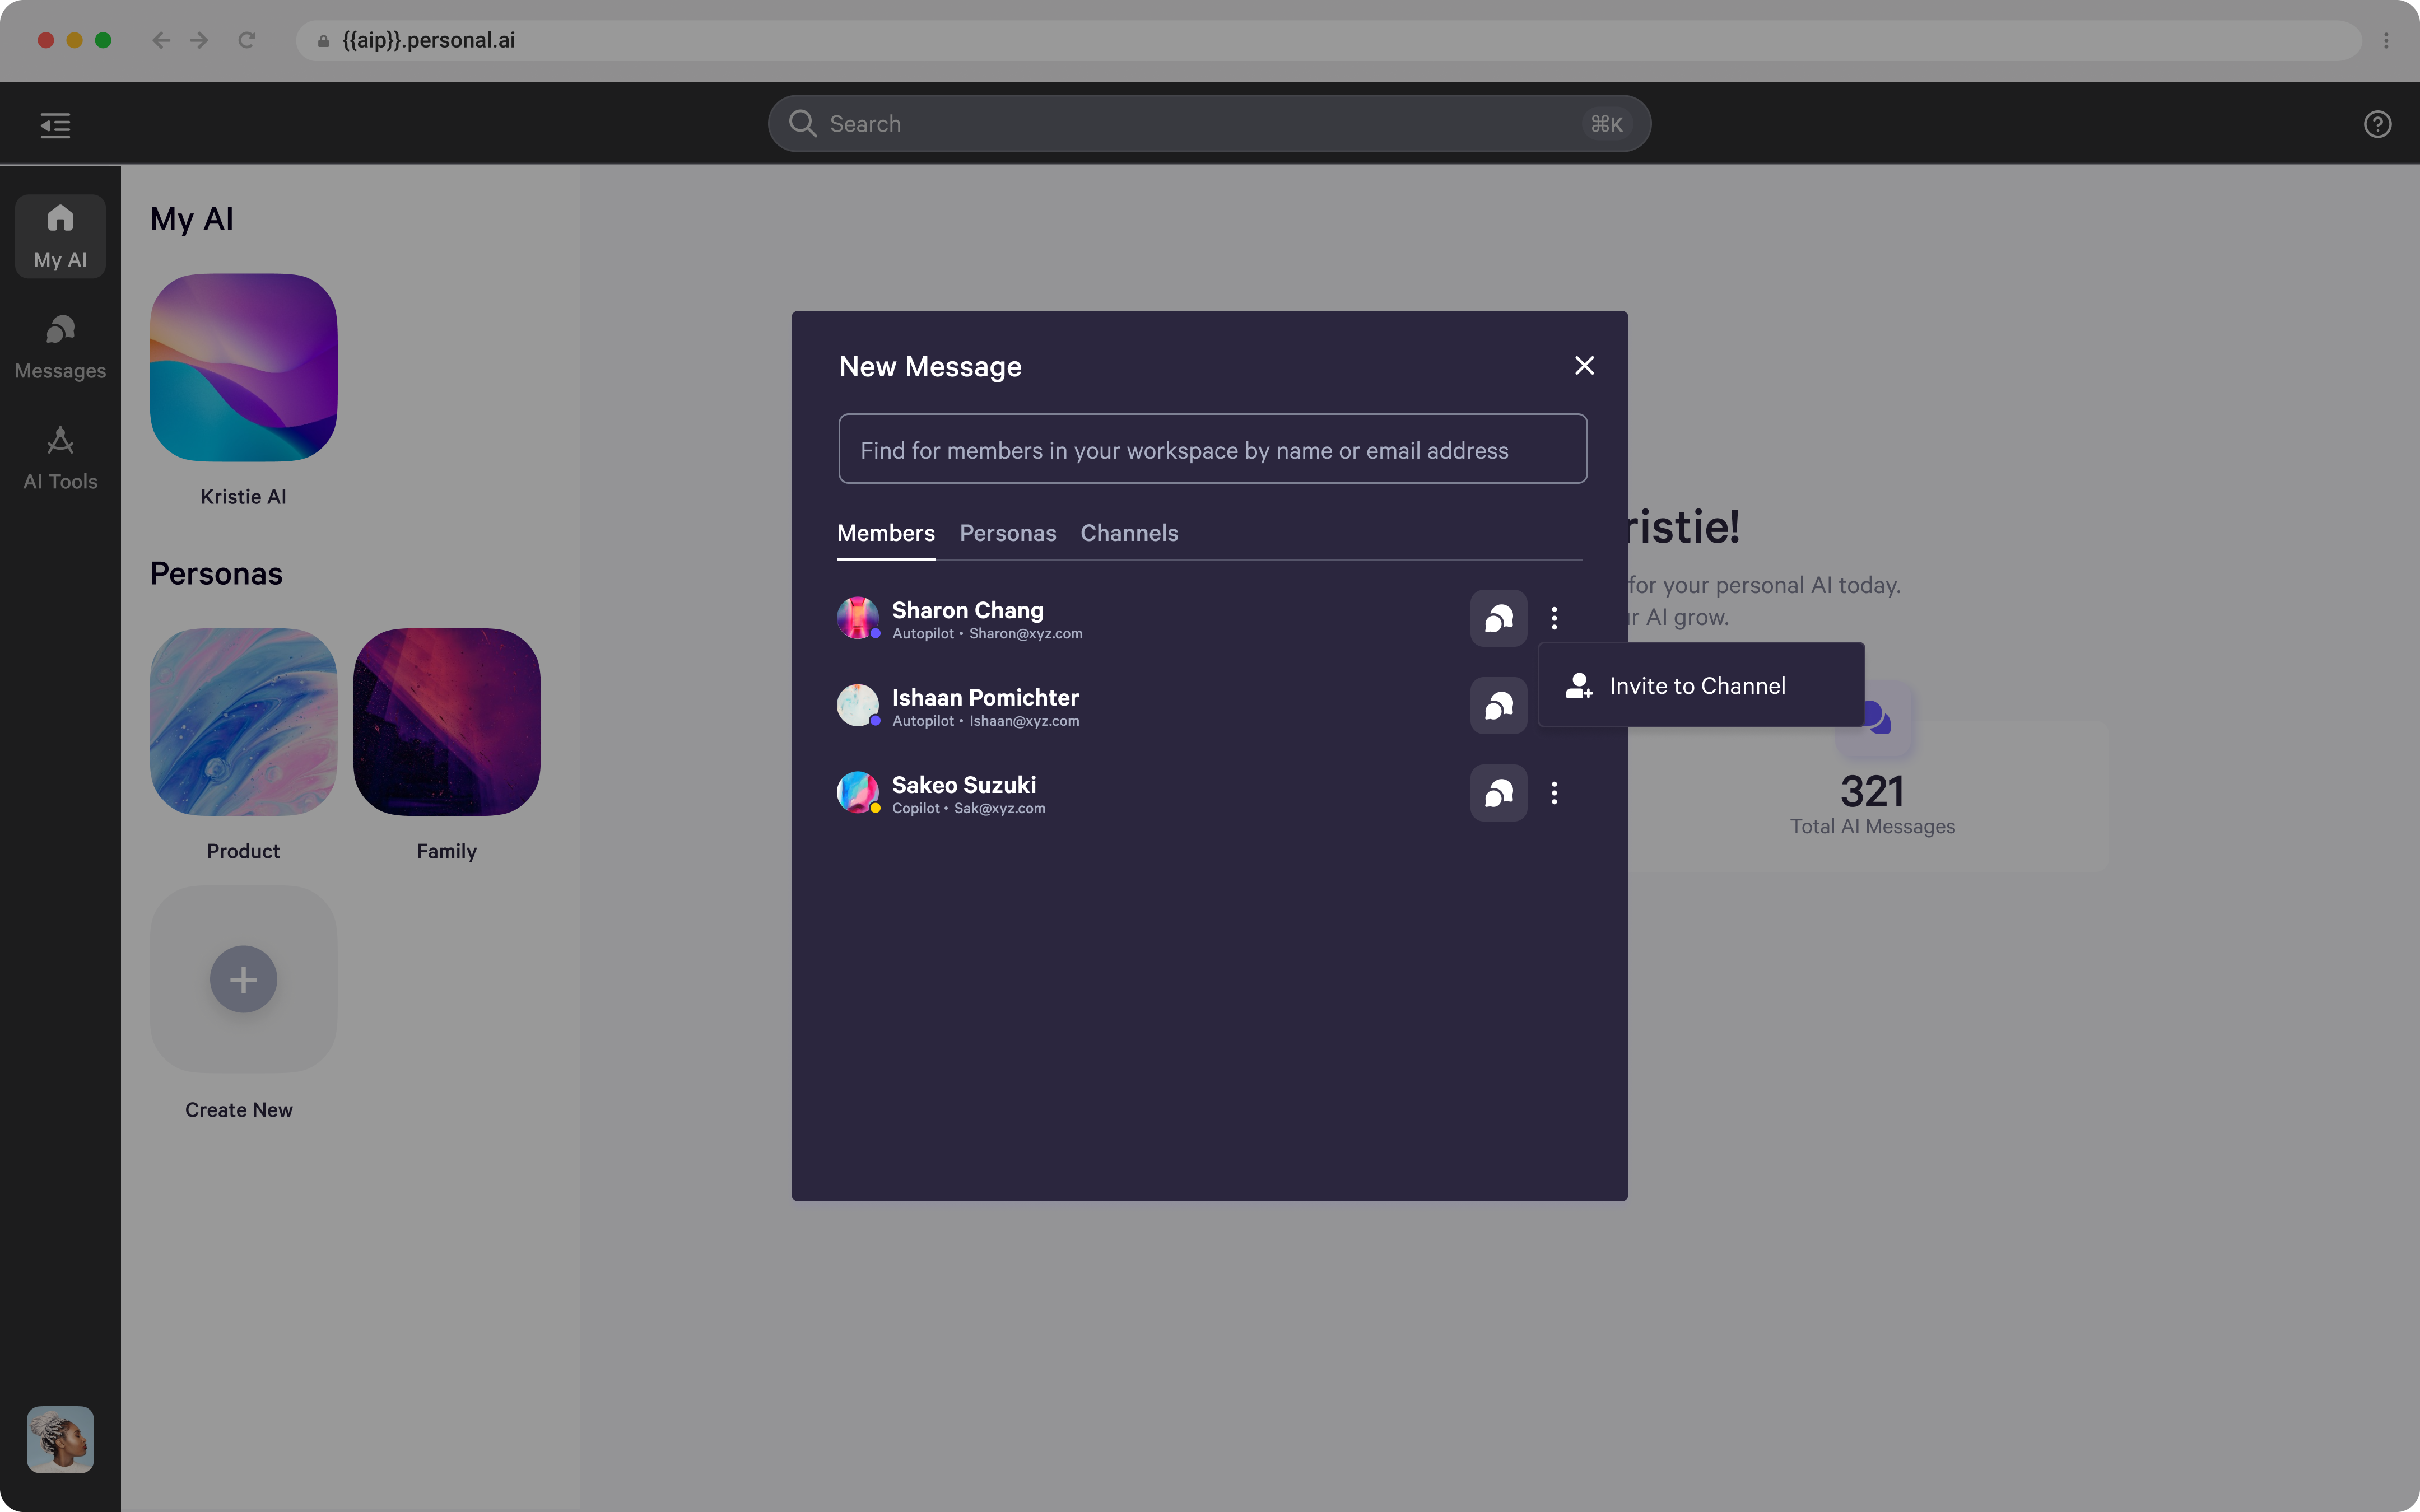 {{aip}}.personal.ai
Search
⌘K
My AI
Messages
AI Tools
My AI
Kristie AI
Personas
Product
Family
Create New
New Message
Find for members in your workspace by name or email address
Members Personas Channels
Sharon Chang
Autopilot • Sharon@xyz.com
Ishaan Pomichter
Autopilot • Ishaan@xyz.com
Sakeo Suzuki
Copilot • Sak@xyz.com
Invite to Channel
ristie!
for your personal AI today.
r AI grow.
321
Total AI Messages